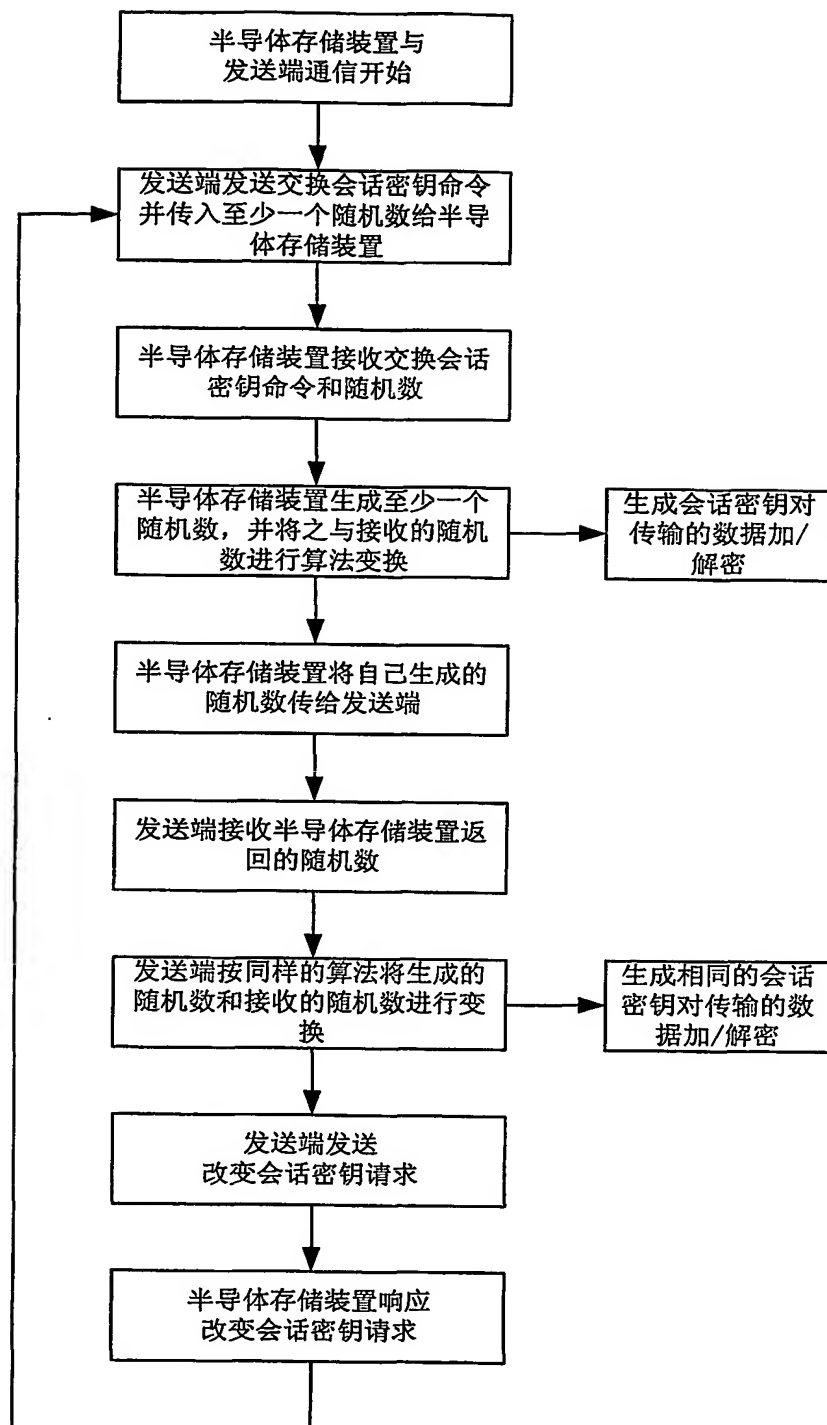 半导体存储装置与
发送端通信开始
发送端发送交换会话密钥命令
并传入至少一个随机数给半导
体存储装置
半导体存储装置接收交换会话
密钥命令和随机数
半导体存储装置生成至少一个
随机数，并将之与接收的随机
数进行算法变换
生成会话密钥对
传输的数据加/
解密
半导体存储装置将自己生成的
随机数传给发送端
发送端接收半导体存储装置返
回的随机数
发送端按同样的算法将生成的
随机数和接收的随机数进行变
换
生成相同的会话
密钥对传输的数
据加/解密
发送端发送
改变会话密钥请求
半导体存储装置响应
改变会话密钥请求